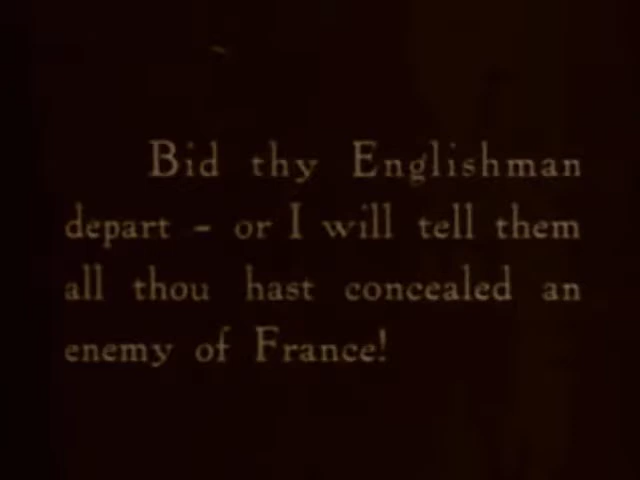 Bid thy Englishman
depart - or I will tell them
all thou hast concealed an
enemy of France!